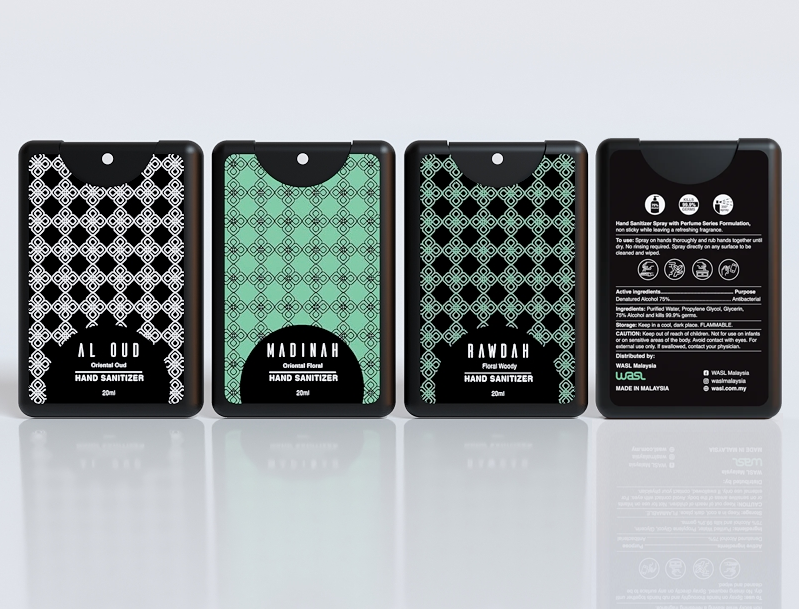 AL OUD
Oriental Oud
HAND SANITIZER
20ml
MADINAH
Oriental Floral
HAND SANITIZER
20ml
RAWDAH
Floral Woody
HAND SANITIZER
20ml
KILLS
99.9%
GERMS
Hand Sanitizer Spray with Perfume Series Formulation,
non sticky while leaving a refreshing fragrance.
To use: Spray on hands thoroughly and rub hands together until
dry. No rinsing required. Spray directly on any surface to be
cleaned and wiped.
Active ingredients Purpose
Denatured Alcohol 75% Antibacterial
Ingredients: Purified Water, Propylene Glycol, Glycerin,
75% Alcohol and kills 99.9% germs.
Storage: Keep in a cool, dark place. FLAMMABLE.
CAUTION: Keep out of reach of children. Not for use on infants
or on sensitive areas of the body. Avoid contact with eyes. For
external use only. If swallowed, contact your physician.
Distributed by:
WASL Malaysia
WASL
MADE IN MALAYSIA
WASL Malaysia
waslmalaysia
wasl.com.my